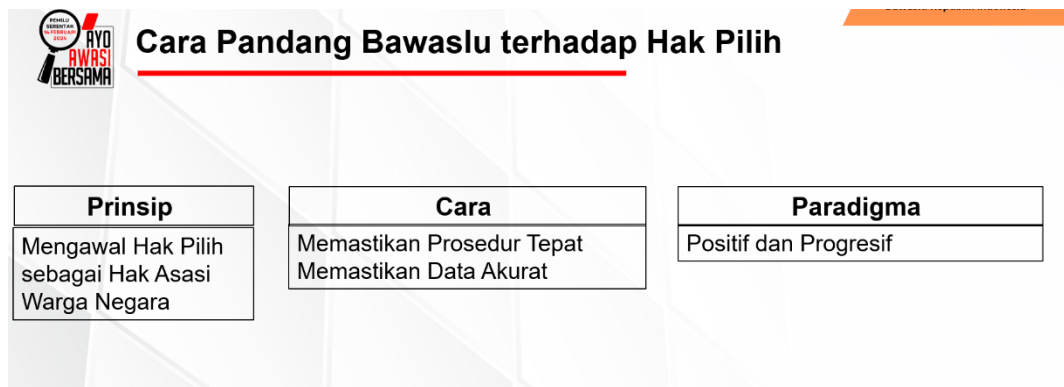 PEMILU
SERENTAK
14 FEBRUARI
2024
AYO
AWASI
BERSAMA
Cara Pandang Bawaslu terhadap Hak Pilih
Prinsip
Mengawal Hak Pilih
sebagai Hak Asasi
Warga Negara
Cara
Memastikan Prosedur Tepat
Memastikan Data Akurat
Paradigma
Positif dan Progresif